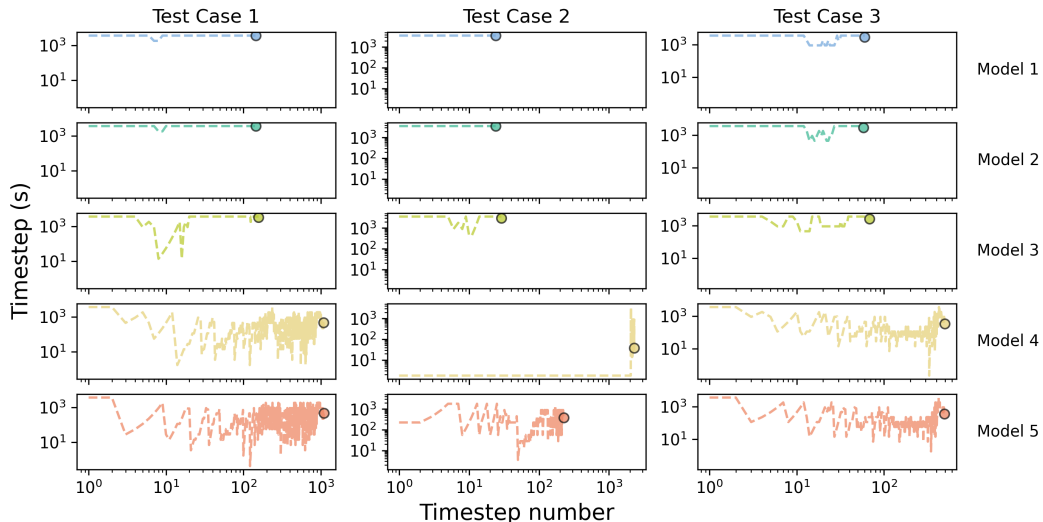 Test Case 1 Test Case 2 Test Case 3
10³ 10¹ 10³ 10² 10¹ 10³ 10¹ Model 1
10³ 10¹ 10³ 10² 10¹ 10³ 10¹ Model 2
10³ 10¹ 10³ 10² 10¹ 10³ 10¹ Model 3
10³ 10¹ 10³ 10² 10¹ 10³ 10¹ Model 4
10³ 10¹ 10³ 10² 10¹ 10³ 10¹ Model 5
Timestep (s)
10⁰ 10¹ 10² 10³ 10⁰ 10¹ 10² 10³ 10⁰ 10¹ 10²
Timestep number